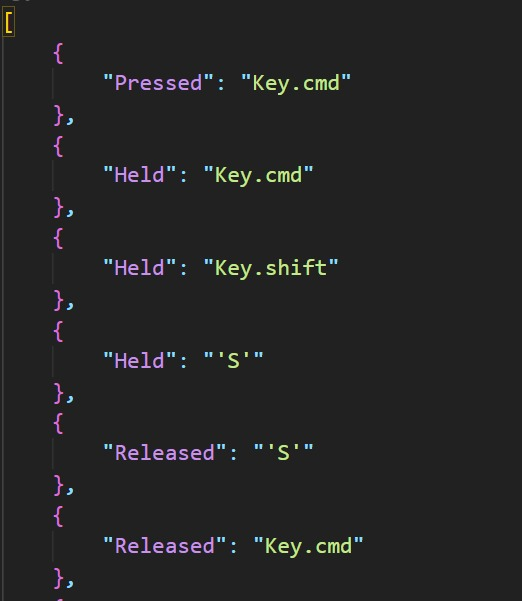 [
{
"Pressed": "Key.cmd"
},
{
"Held": "Key.cmd"
},
{
"Held": "Key.shift"
},
{
"Held": "'S'"
},
{
"Released": "'S'"
},
{
"Released": "Key.cmd"
},